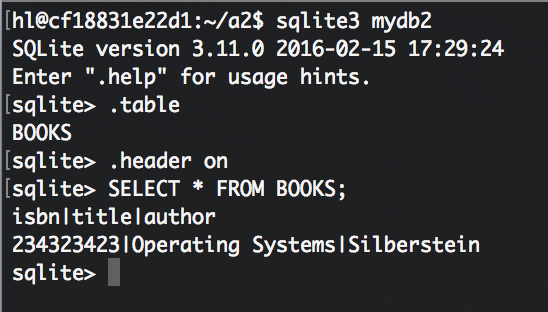 [hl@cf18831e22d1:~/a2$ sqlite3 mydb2
SQLite version 3.11.0 2016-02-15 17:29:24
Enter ".help" for usage hints.
[sqlite> .table
BOOKS
[sqlite> .header on
[sqlite> SELECT * FROM BOOKS;
isbn|title|author
234323423|Operating Systems|Silberstein
sqlite>